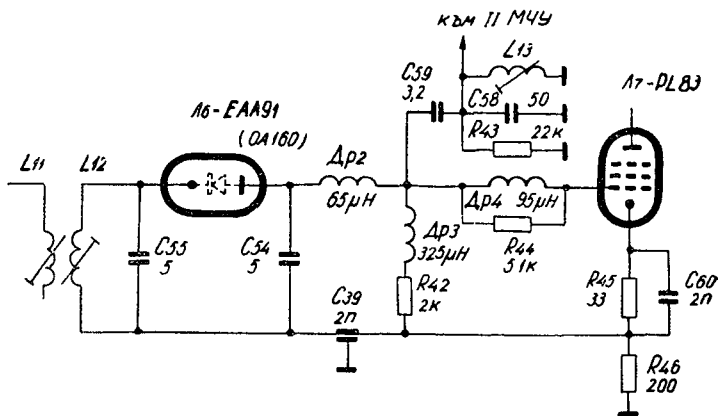 към II МЧУ
L13
C59
3,2
C58
50
R43
22к
Л7-PL83
Л6-EAA91
(OA160)
L11
L12
Др2
65μH
Др4
95μH
R44
5,1к
Др3
325μH
C55
5
C54
5
R42
2к
C39
2п
R45
33
C60
2п
R46
200